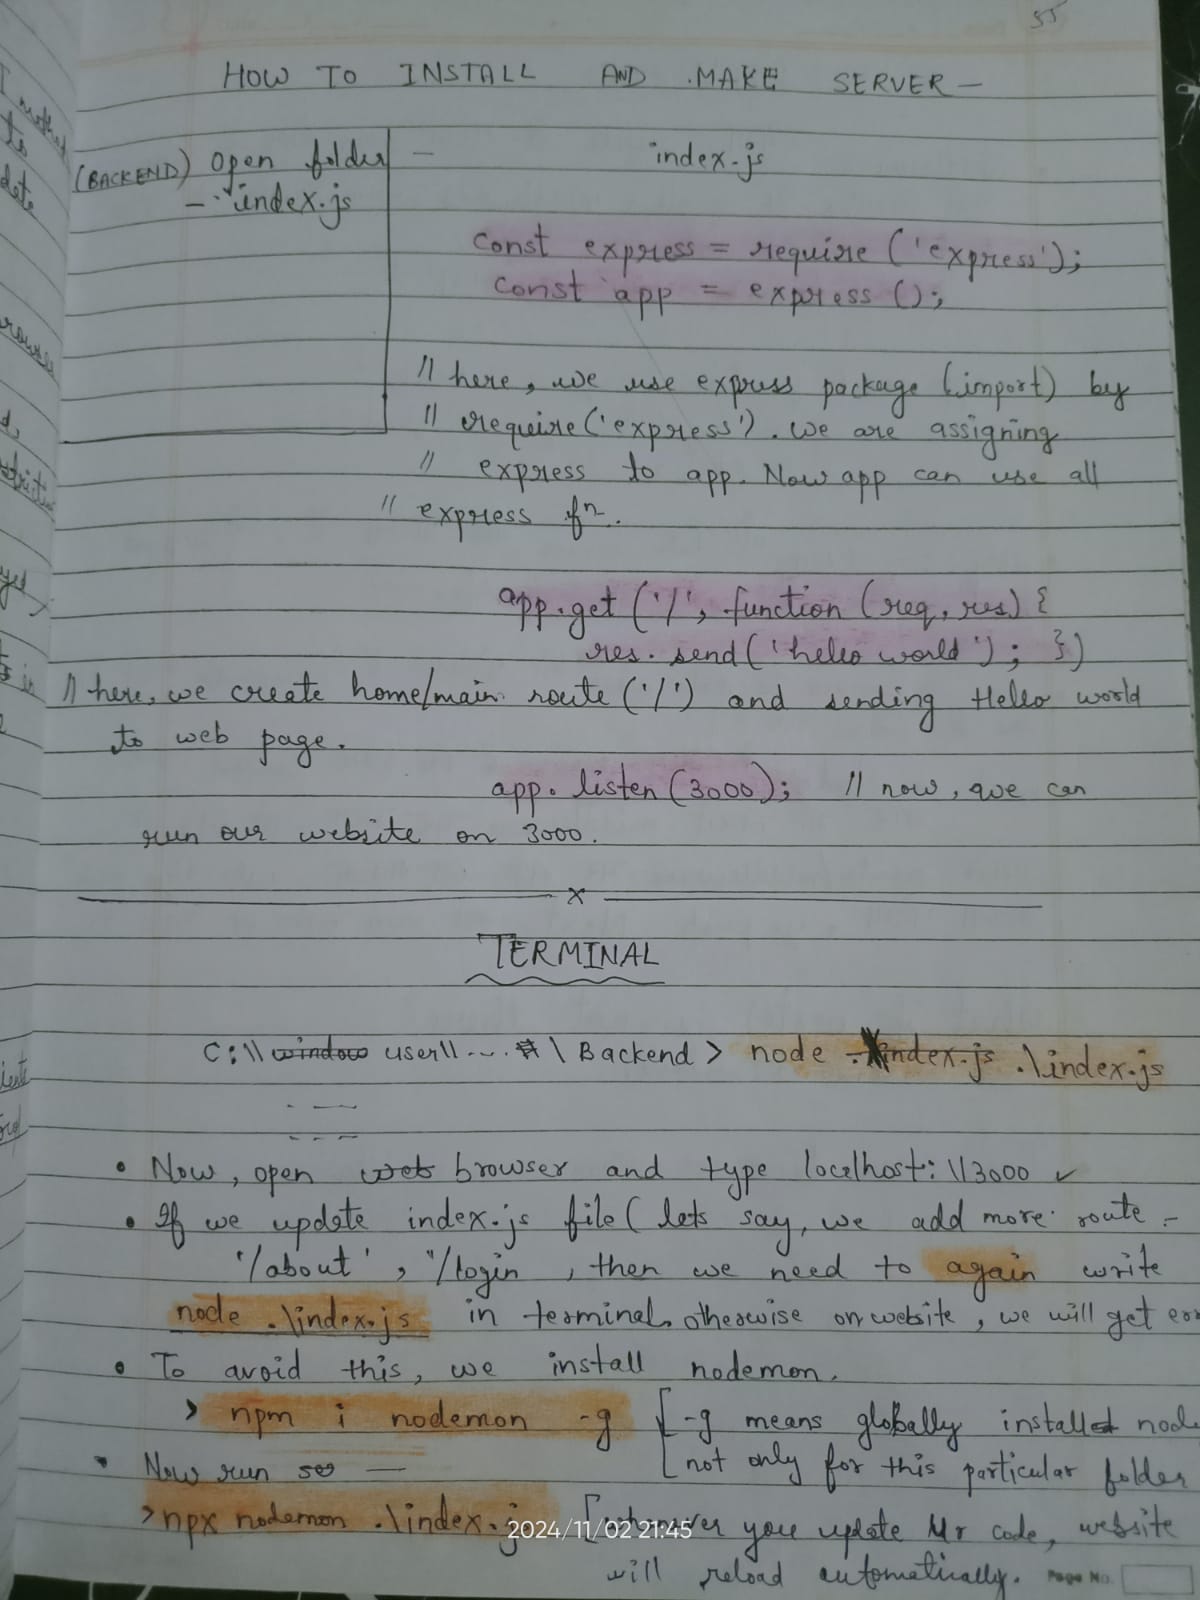 55
HOW TO INSTALL AND MAKE SERVER —
(BACKEND) Open folder —
index.js
— index.js
const express = require ('express');
const app = express ();
// here, we use express package (import) by
// require('express'). we are assigning
// express to app. Now app can use all
// express fn.
app.get ('/', function (req, res) {
res. send('hello world'); })
// here, we create home/main route ('/') and sending Hello world
to web page.
app. listen (3000); // now, we can
run our website on 3000.
x
TERMINAL
C:\\ window user\\ .... \ Backend > node .\index.js .\index.js
• Now, open web browser and type localhost: \\3000 ✓
• If we update index.js file( lets say, we add more route -
'/about', '/login , then we need to again write
node .\index.js in terminal. otherwise on website, we will get
• To avoid this, we install nodemon.
> npm i nodemon -g [ -g means globally installed
[ not only for this particular folder
• Now run —
> npx nodemon .\index.js [ whenever you update code, website
will reload automatically.
2024/11/02 21:45
Page No.